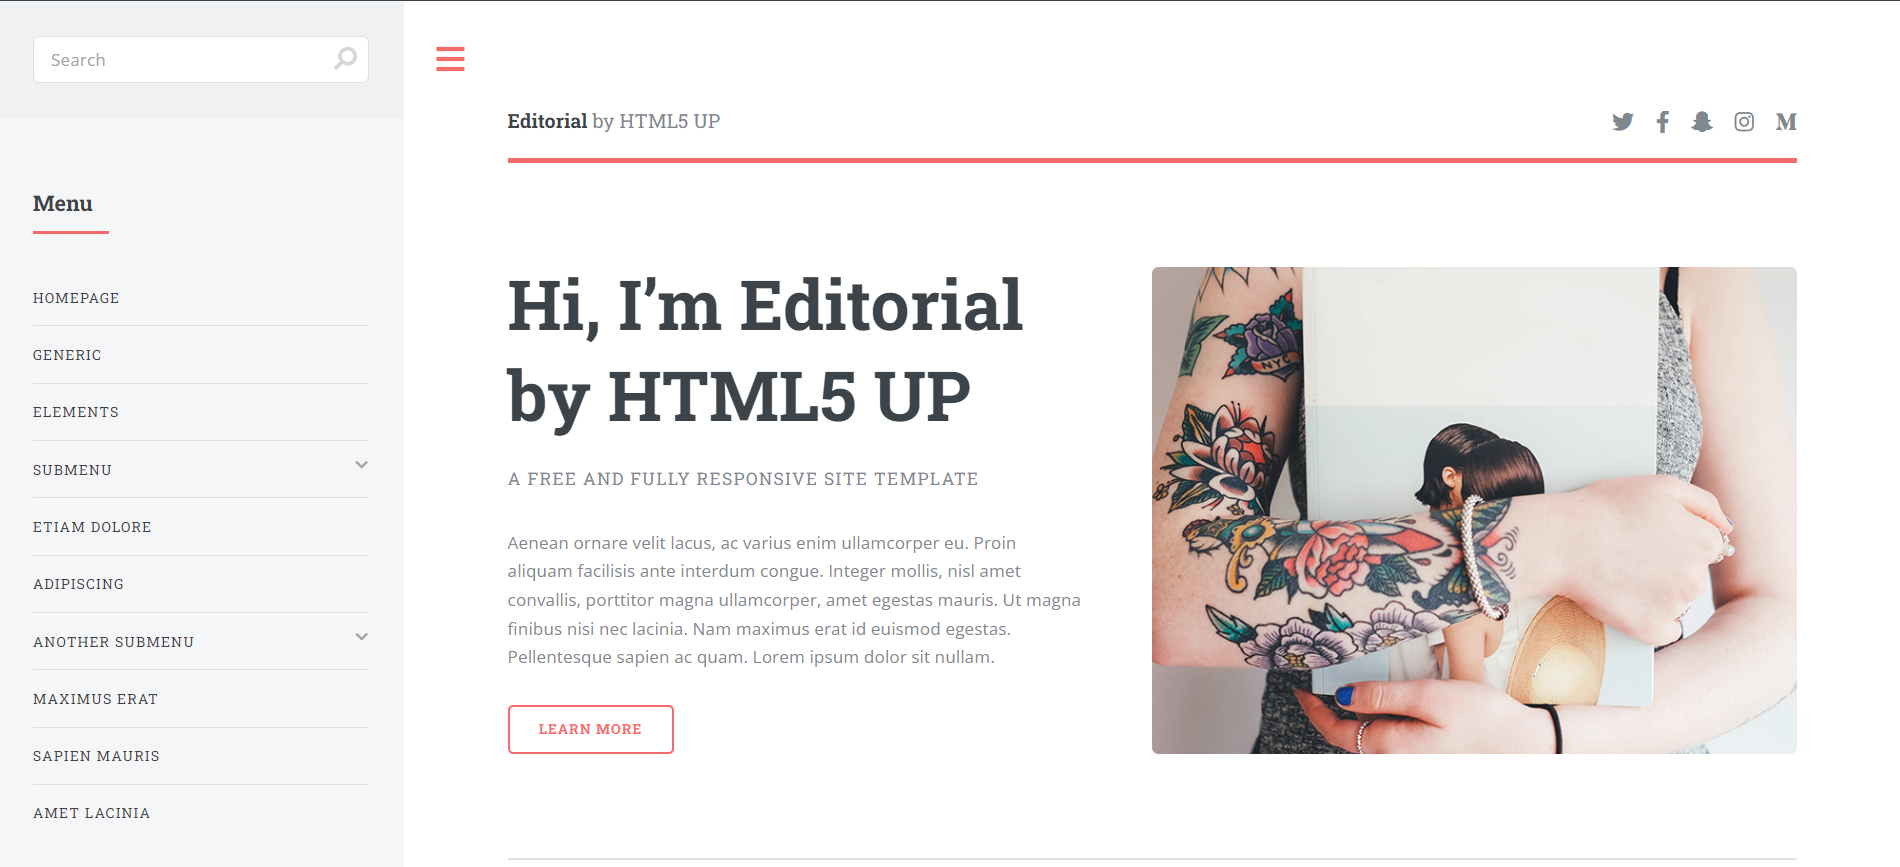 Search
Menu
HOMEPAGE
GENERIC
ELEMENTS
SUBMENU
ETIAM DOLORE
ADIPISCING
ANOTHER SUBMENU
MAXIMUS ERAT
SAPIEN MAURIS
AMET LACINIA
Editorial by HTML5 UP
Hi, I’m Editorial
by HTML5 UP
A FREE AND FULLY RESPONSIVE SITE TEMPLATE
Aenean ornare velit lacus, ac varius enim ullamcorper eu. Proin
aliquam facilisis ante interdum congue. Integer mollis, nisl amet
convallis, porttitor magna ullamcorper, amet egestas mauris. Ut magna
finibus nisi nec lacinia. Nam maximus erat id euismod egestas.
Pellentesque sapien ac quam. Lorem ipsum dolor sit nullam.
LEARN MORE
NYC